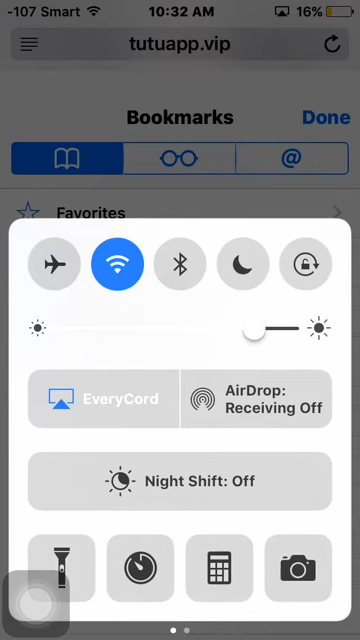 -107 Smart 10:32 AM 16%
tutuapp.vip
Bookmarks Done
@
Favorites
EveryCord
AirDrop:
Receiving Off
Night Shift: Off